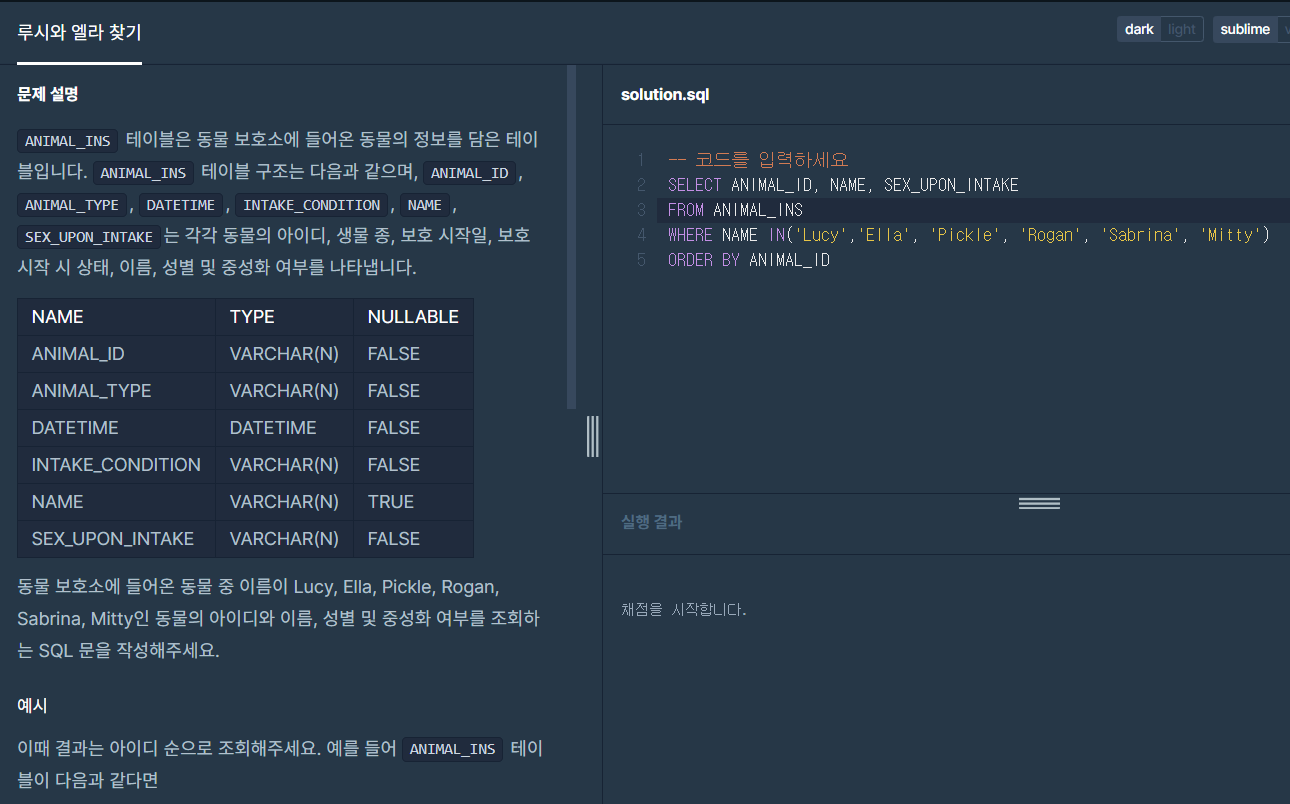 루시와 엘라 찾기
dark light sublime
문제 설명
ANIMAL_INS 테이블은 동물 보호소에 들어온 동물의 정보를 담은 테이
블입니다. ANIMAL_INS 테이블 구조는 다음과 같으며, ANIMAL_ID ,
ANIMAL_TYPE , DATETIME , INTAKE_CONDITION , NAME ,
SEX_UPON_INTAKE 는 각각 동물의 아이디, 생물 종, 보호 시작일, 보호
시작 시 상태, 이름, 성별 및 중성화 여부를 나타냅니다.
NAME TYPE NULLABLE
ANIMAL_ID VARCHAR(N) FALSE
ANIMAL_TYPE VARCHAR(N) FALSE
DATETIME DATETIME FALSE
INTAKE_CONDITION VARCHAR(N) FALSE
NAME VARCHAR(N) TRUE
SEX_UPON_INTAKE VARCHAR(N) FALSE
동물 보호소에 들어온 동물 중 이름이 Lucy, Ella, Pickle, Rogan,
Sabrina, Mitty인 동물의 아이디와 이름, 성별 및 중성화 여부를 조회하
는 SQL 문을 작성해주세요.
예시
이때 결과는 아이디 순으로 조회해주세요. 예를 들어 ANIMAL_INS 테이
블이 다음과 같다면
solution.sql
1 -- 코드를 입력하세요
2 SELECT ANIMAL_ID, NAME, SEX_UPON_INTAKE
3 FROM ANIMAL_INS
4 WHERE NAME IN('Lucy','Ella', 'Pickle', 'Rogan', 'Sabrina', 'Mitty')
5 ORDER BY ANIMAL_ID
실행 결과
채점을 시작합니다.